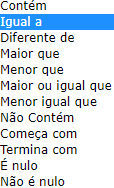 Contém
Igual a
Diferente de
Maior que
Menor que
Maior ou igual que
Menor igual que
Não Contém
Começa com
Termina com
É nulo
Não é nulo